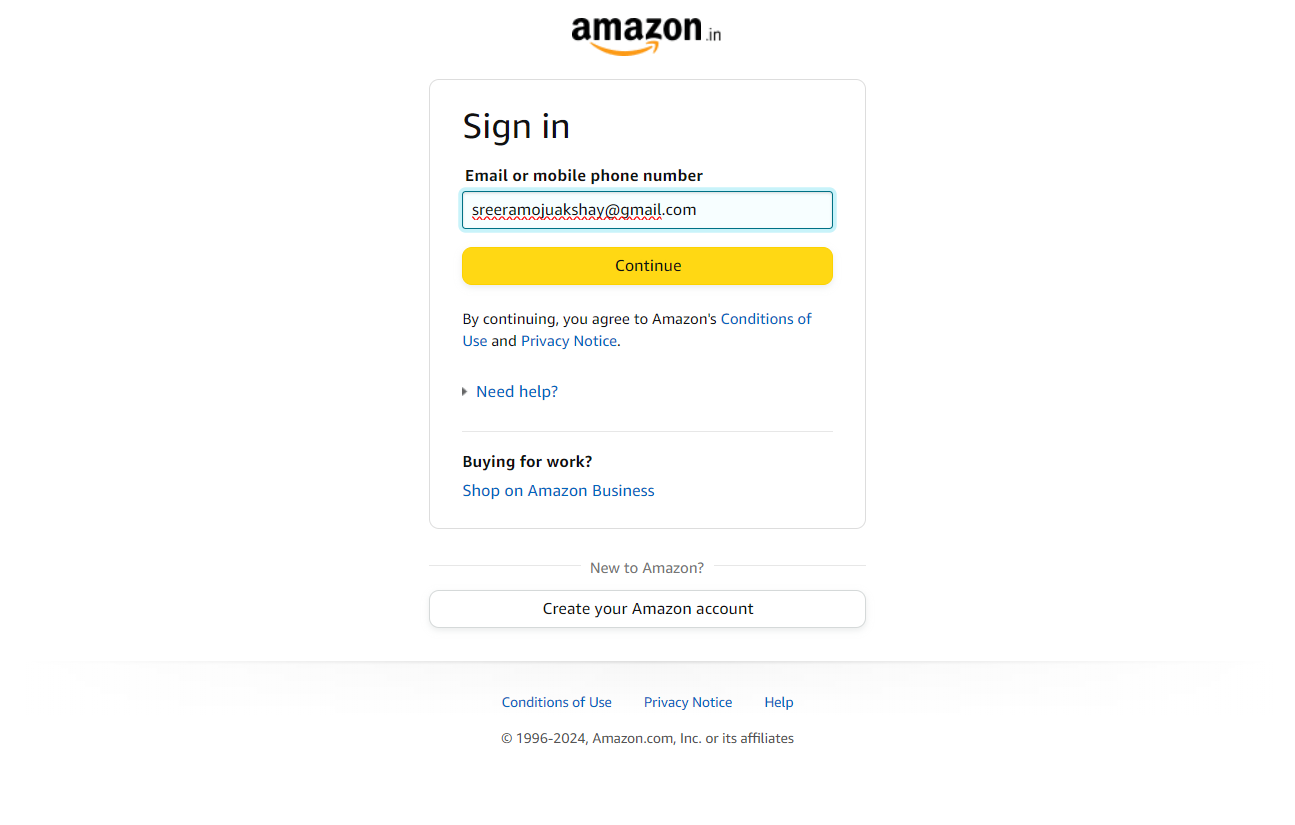 amazon.in
Sign in
Email or mobile phone number
sreeramojuakshay@gmail.com
Continue
By continuing, you agree to Amazon's Conditions of
Use and Privacy Notice.
Need help?
Buying for work?
Shop on Amazon Business
New to Amazon?
Create your Amazon account
Conditions of Use Privacy Notice Help
© 1996-2024, Amazon.com, Inc. or its affiliates